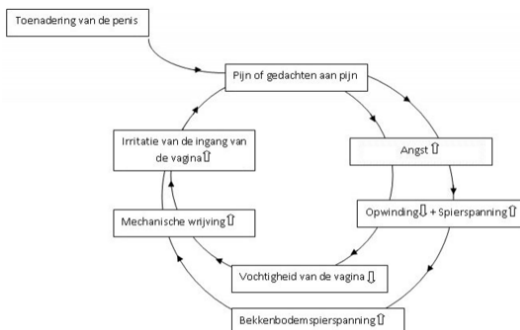 Toenadering van de penis
Pijn of gedachten aan pijn
Irritatie van de ingang van
de vagina⇧
Angst⇧
Mechanische wrijving⇧
Opwinding⇩ + Spierspanning⇧
Vochtigheid van de vagina⇩
Bekkenbodemspierspanning⇧